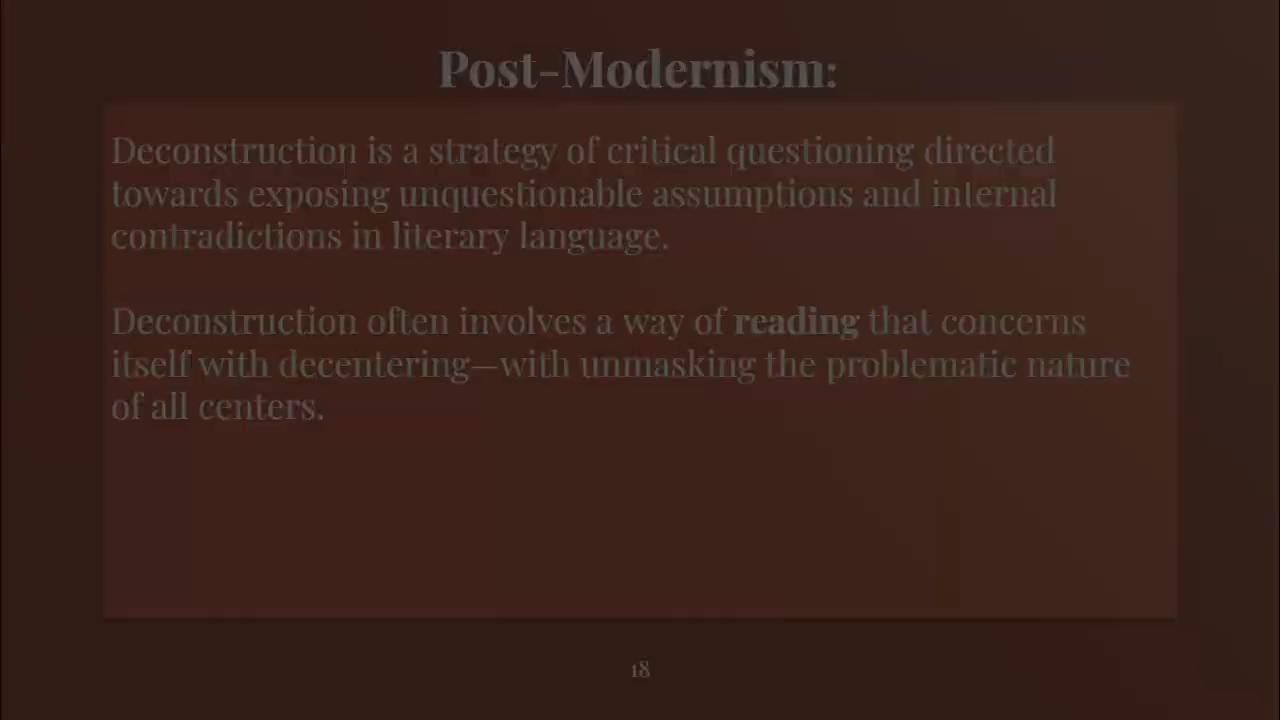 Post-Modernism:
Deconstruction is a strategy of critical questioning directed
towards exposing unquestionable assumptions and internal
contradictions in literary language.
Deconstruction often involves a way of reading that concerns
itself with decentering—with unmasking the problematic nature
of all centers.
18